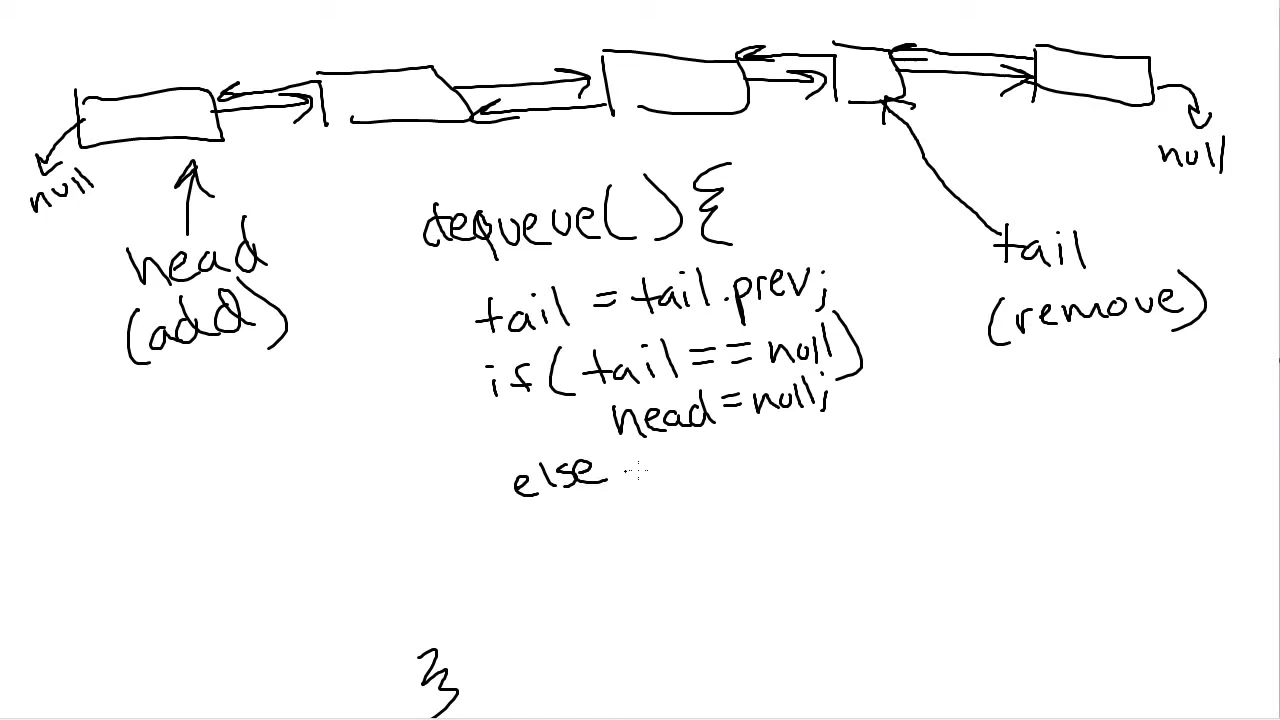 null
null
head
(add)
dequeue(){
tail = tail.prev;
if(tail == null)
head = null;
else
}
tail
(remove)